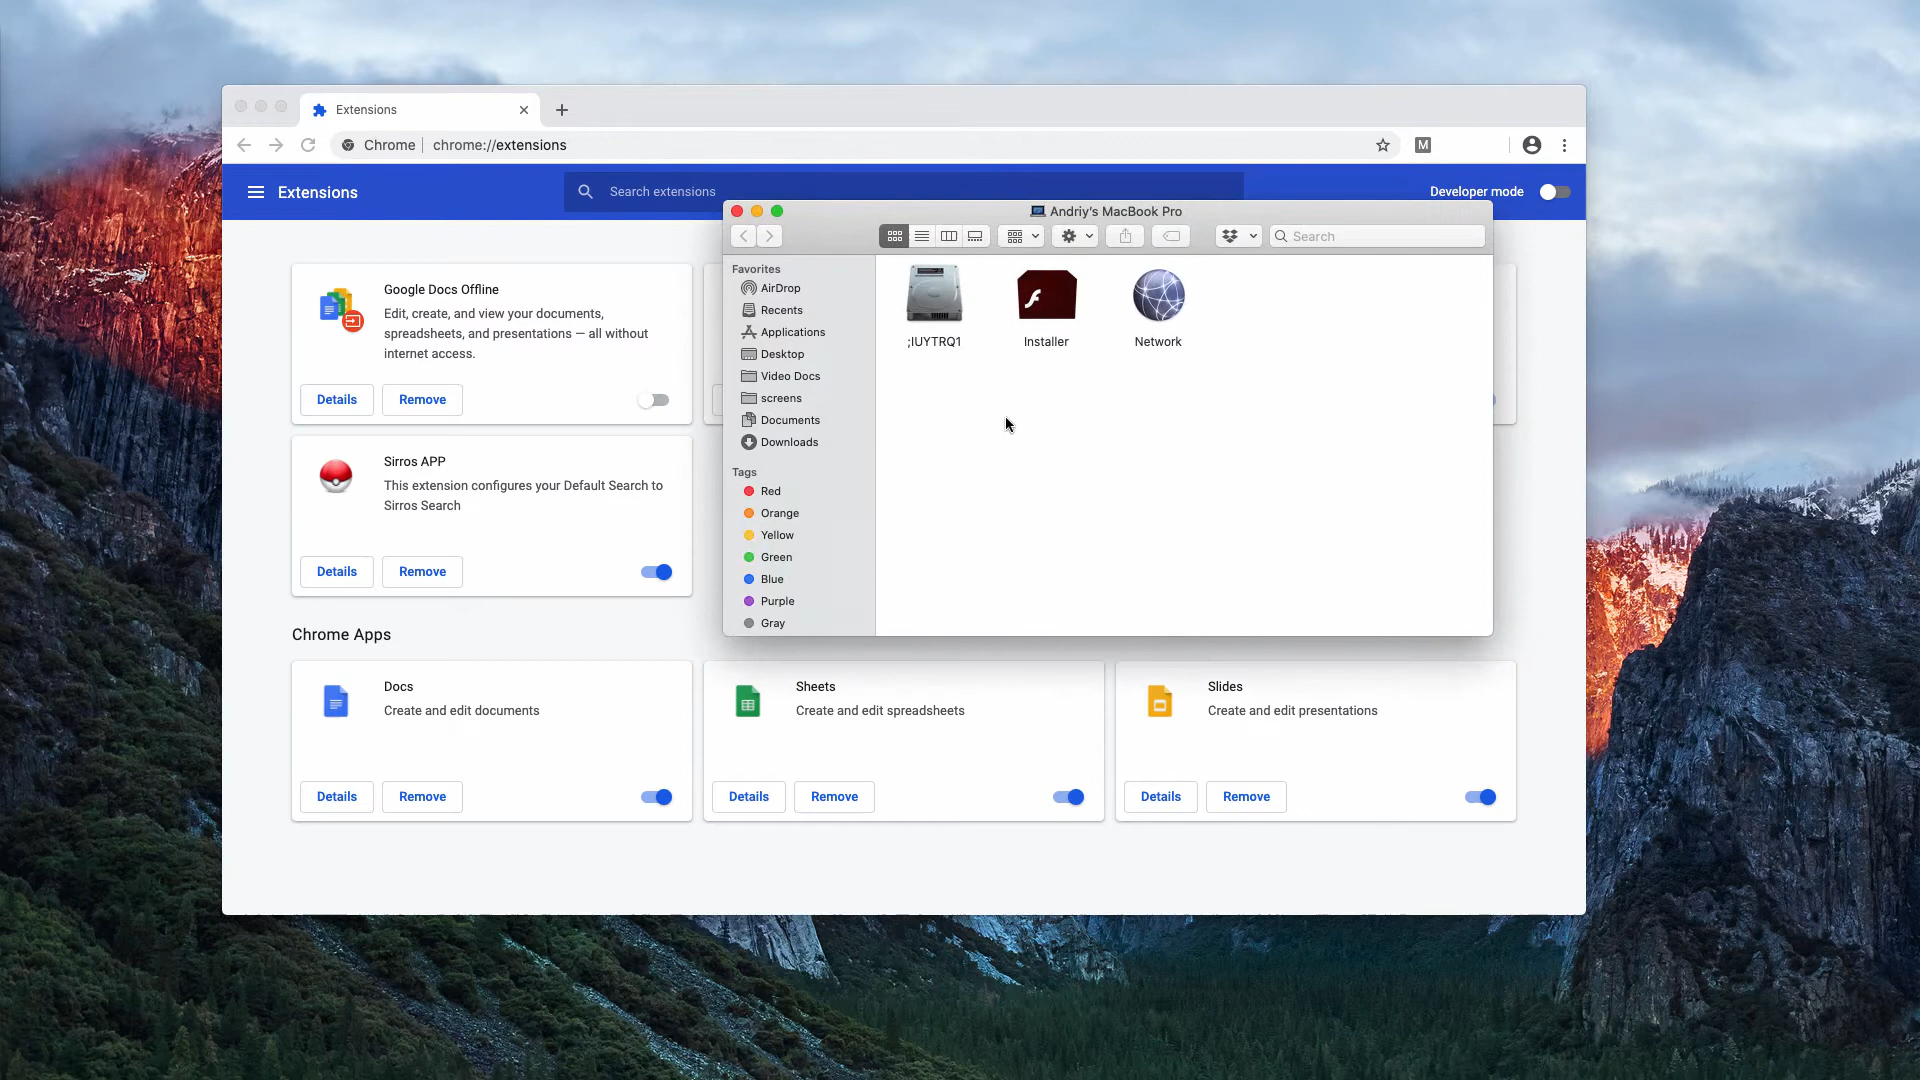 Extensions
Chrome
chrome://extensions
M
Extensions
Search extensions
Developer mode
Google Docs Offline
Edit, create, and view your documents,
spreadsheets, and presentations — all without
internet access.
Details
Remove
Sirros APP
This extension configures your Default Search to
Sirros Search
Details
Remove
Andriy's MacBook Pro
Search
Favorites
AirDrop
Recents
Applications
Desktop
Video Docs
screens
Documents
Downloads
Tags
Red
Orange
Yellow
Green
Blue
Purple
Gray
;IUYTRQ1
Installer
Network
Chrome Apps
Docs
Create and edit documents
Details
Remove
Sheets
Create and edit spreadsheets
Details
Remove
Slides
Create and edit presentations
Details
Remove